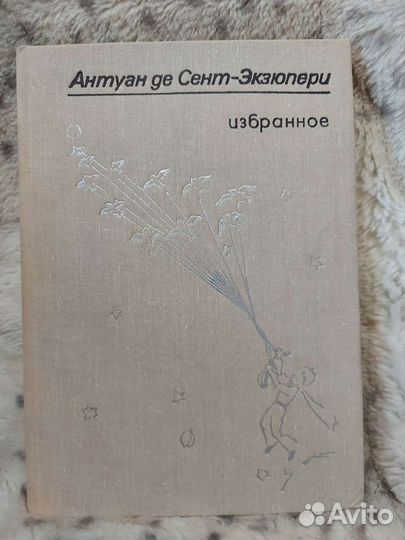 Антуан де Сент-Экзюпери
избранное
Avito